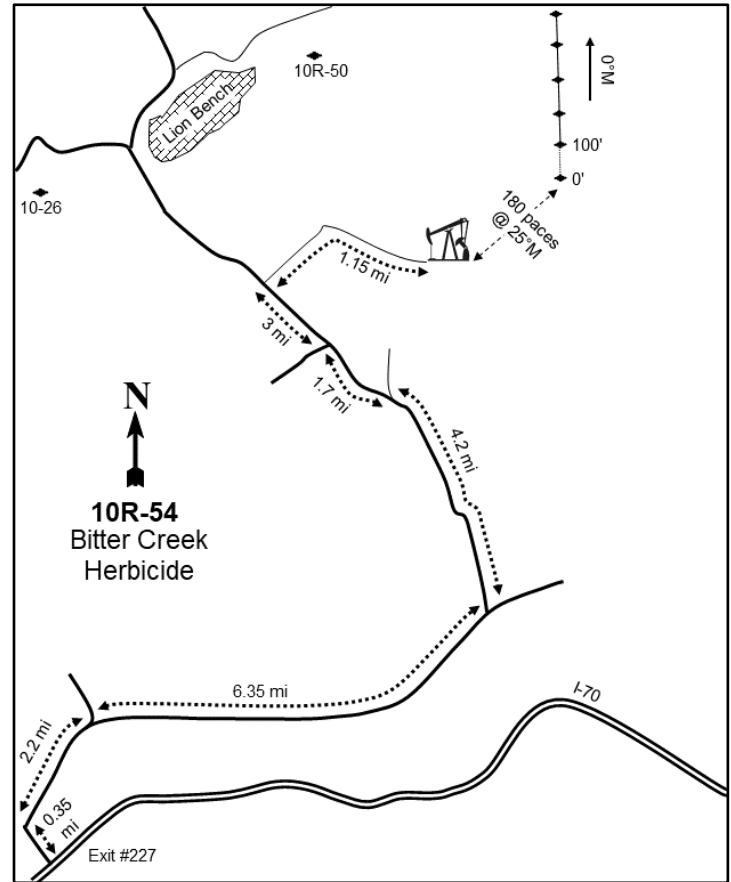 10R-50
0°M
Lion Bench
100'
0'
10-26
180 paces
@ 25°M
1.15 mi
3 mi
1.7 mi
N
4.2 mi
10R-54
Bitter Creek
Herbicide
6.35 mi
I-70
2.2 mi
0.35
mi
Exit #227